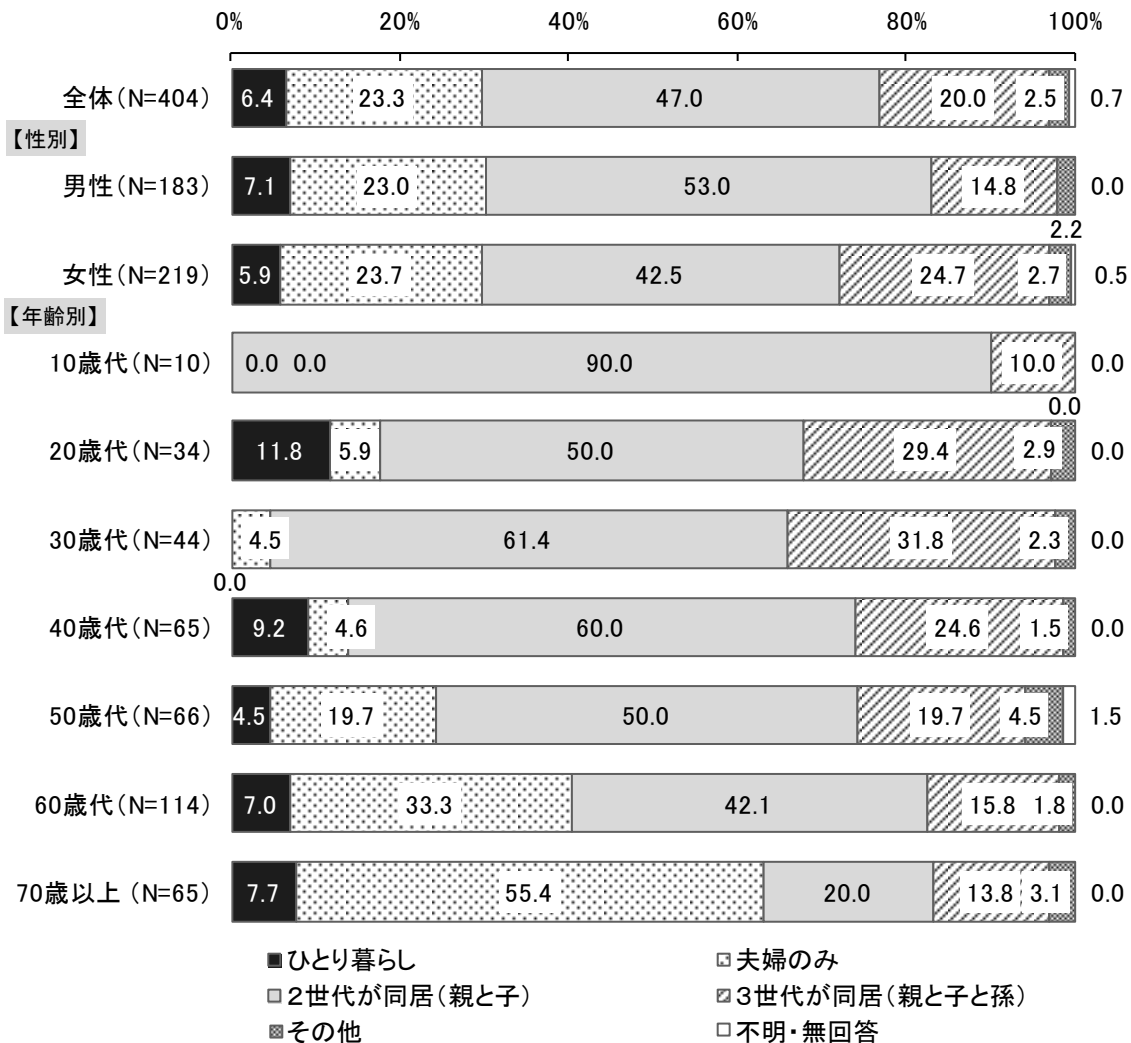 0% 20% 40% 60% 80% 100%
全体(N=404) 6.4 23.3 47.0 20.0 2.5 0.7
【性別】
男性(N=183) 7.1 23.0 53.0 14.8 0.0
2.2
女性(N=219) 5.9 23.7 42.5 24.7 2.7 0.5
【年齢別】
10歳代(N=10) 0.0 0.0 90.0 10.0 0.0
0.0
20歳代(N=34) 11.8 5.9 50.0 29.4 2.9 0.0
30歳代(N=44) 4.5 61.4 31.8 2.3 0.0
0.0
40歳代(N=65) 9.2 4.6 60.0 24.6 1.5 0.0
50歳代(N=66) 4.5 19.7 50.0 19.7 4.5 1.5
60歳代(N=114) 7.0 33.3 42.1 15.8 1.8 0.0
70歳以上 (N=65) 7.7 55.4 20.0 13.8 3.1 0.0
ひとり暮らし 夫婦のみ
2世代が同居(親と子) 3世代が同居(親と子と孫)
その他 不明・無回答